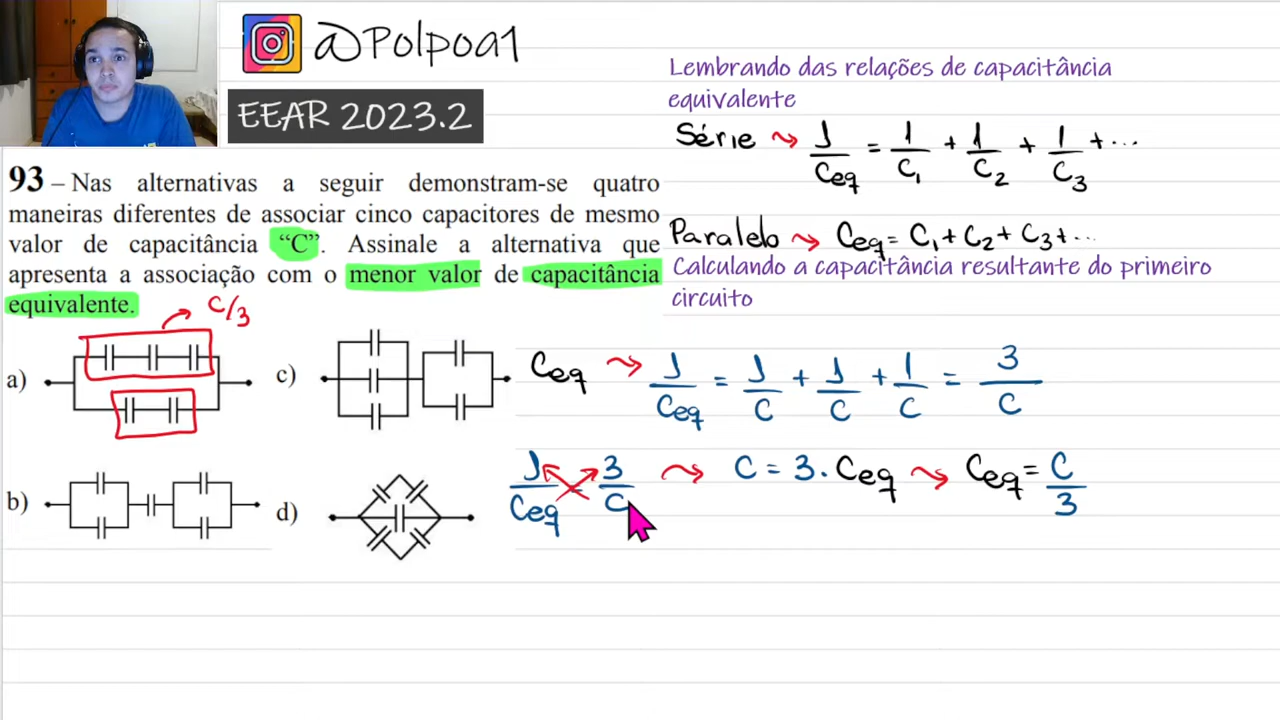 @Polpoa1
EEAR 2023.2
93 – Nas alternativas a seguir demonstram-se quatro
maneiras diferentes de associar cinco capacitores de mesmo
valor de capacitância “C”. Assinale a alternativa que
apresenta a associação com o menor valor de capacitância
equivalente.
C/3
a)
c)
b)
d)
Lembrando das relações de capacitância
equivalente
Série ⤳ 1/Ceq = 1/C₁ + 1/C₂ + 1/C₃ + ...
Paralelo ⤳ Ceq = C₁ + C₂ + C₃ + ...
Calculando a capacitância resultante do primeiro
circuito
Ceq ⤳ 1/Ceq = 1/C + 1/C + 1/C = 3/C
1/Ceq = 3/C ⤳ C = 3 . Ceq ⤳ Ceq = C/3